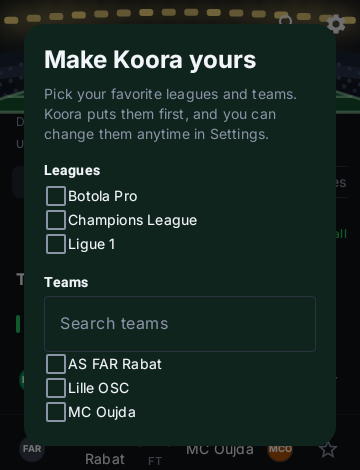 Make Koora yours
Pick your favorite leagues and teams.
Koora puts them first, and you can
change them anytime in Settings.
Leagues
Botola Pro
Champions League
Ligue 1
Teams
Search teams
AS FAR Rabat
Lille OSC
MC Oujda
FAR
Rabat
FT
MC Oujda
MCO